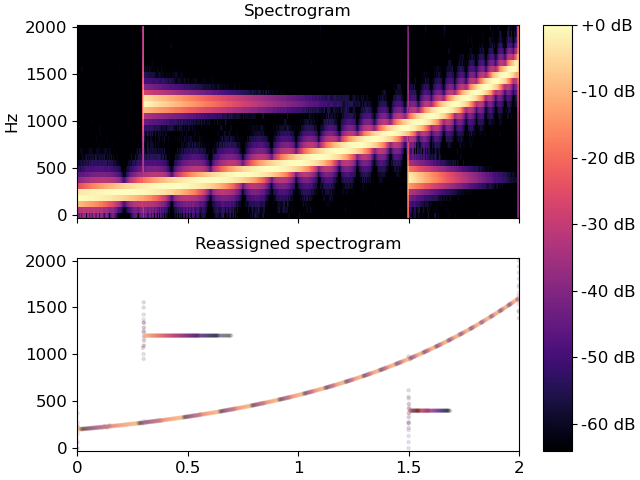 Spectrogram
2000
1500
1000
500
0
Hz
+0 dB
-10 dB
-20 dB
-30 dB
-40 dB
-50 dB
-60 dB
Reassigned spectrogram
2000
1500
1000
500
0
0 0.5 1 1.5 2